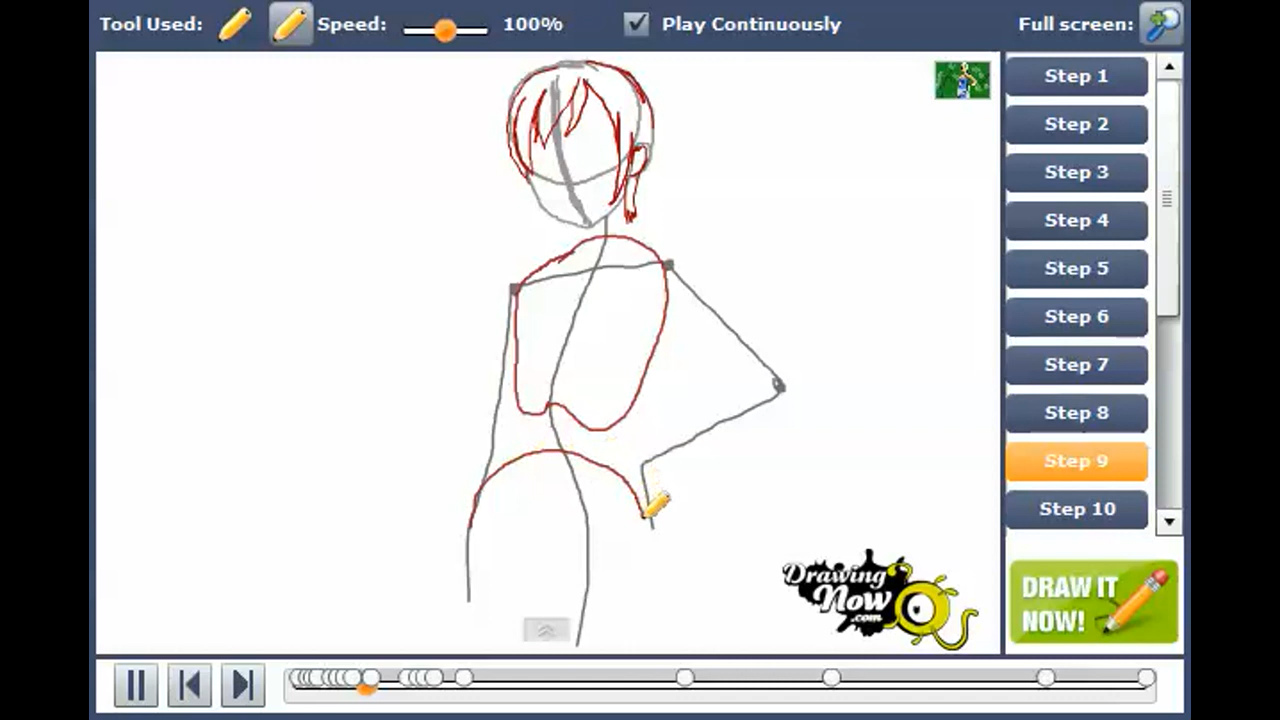 Tool Used:
Speed:
100%
Play Continuously
Full screen:
Step 1
Step 2
Step 3
Step 4
Step 5
Step 6
Step 7
Step 8
Step 9
Step 10
Drawing
Now
.com
DRAW IT
NOW!